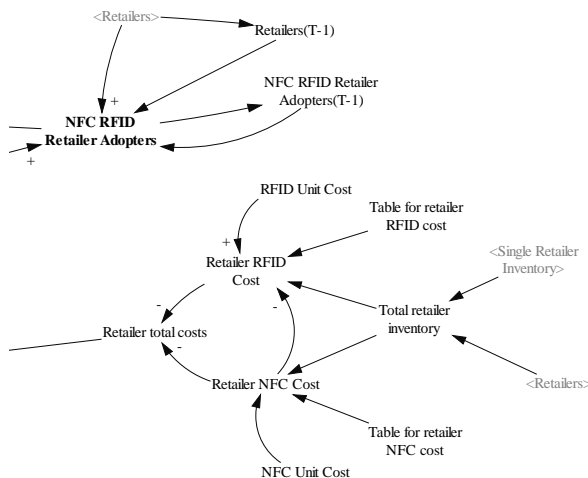 <Retailers>
Retailers(T-1)
NFC RFID Retailer
Adopters(T-1)
+
NFC RFID
Retailer Adopters
+
RFID Unit Cost
Table for retailer
RFID cost
+
Retailer RFID
Cost
<Single Retailer
Inventory>
-
-
Total retailer
inventory
Retailer total costs
-
Retailer NFC Cost
<Retailers>
Table for retailer
NFC cost
NFC Unit Cost